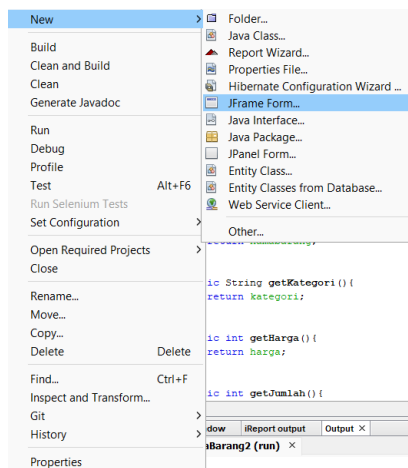 New
Build
Clean and Build
Clean
Generate Javadoc
Run
Debug
Profile
Test Alt+F6
Run Selenium Tests
Set Configuration
Open Required Projects
Close
Rename...
Move...
Copy...
Delete Delete
Find... Ctrl+F
Inspect and Transform...
Git
History
Properties
Folder...
Java Class...
Report Wizard...
Properties File...
Hibernate Configuration Wizard ...
JFrame Form...
Java Interface...
Java Package...
JPanel Form...
Entity Class...
Entity Classes from Database...
Web Service Client...
Other...
ic String getKategori(){
return kategori;
ic int getHarga(){
return harga;
ic int getJumlah(){
dow iReport output Output ×
aBarang2 (run) ×